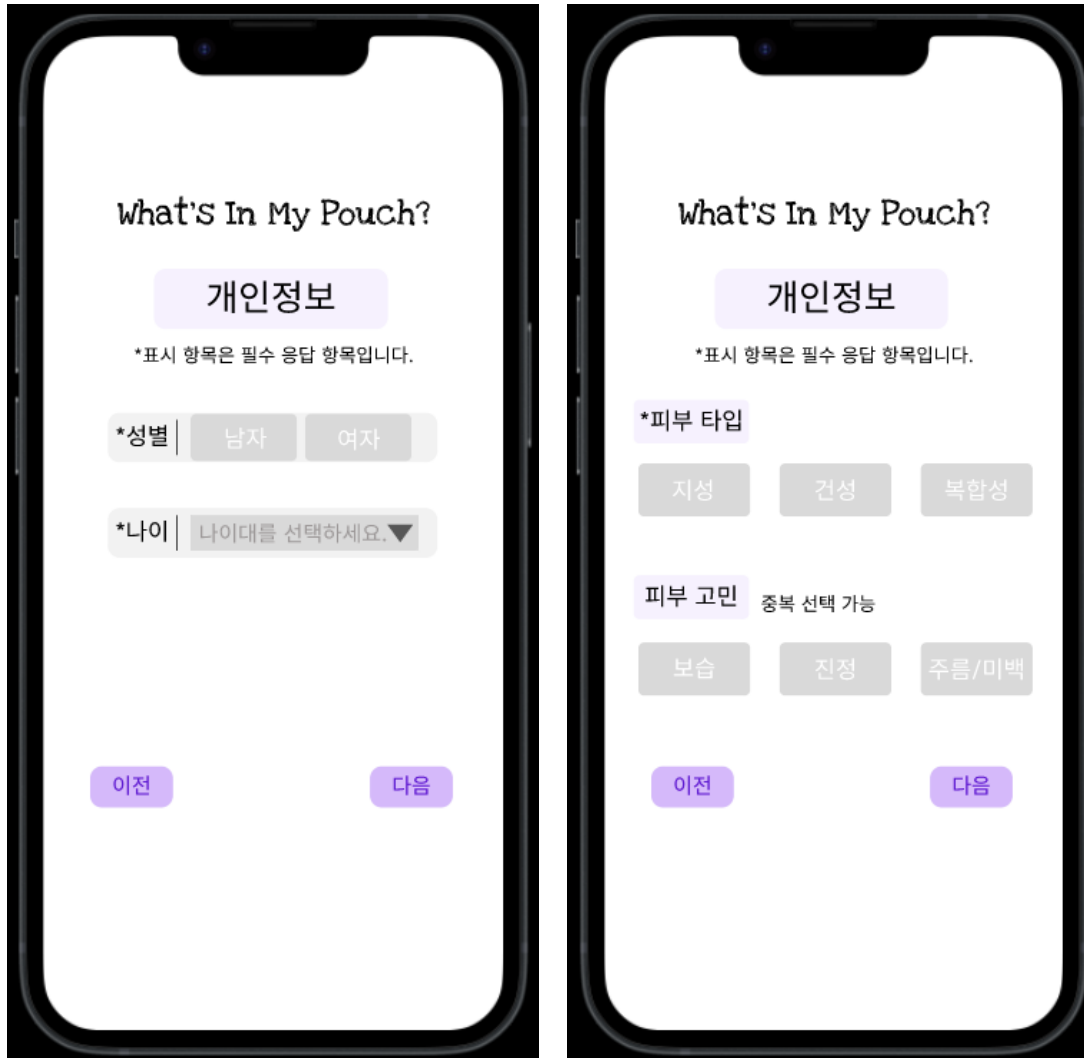 What's In My Pouch?
개인정보
*표시 항목은 필수 응답 항목입니다.
*성별 남자 여자
*나이 나이대를 선택하세요.
이전 다음
What's In My Pouch?
개인정보
*표시 항목은 필수 응답 항목입니다.
*피부 타입
지성 건성 복합성
피부 고민 중복 선택 가능
보습 진정 주름/미백
이전 다음